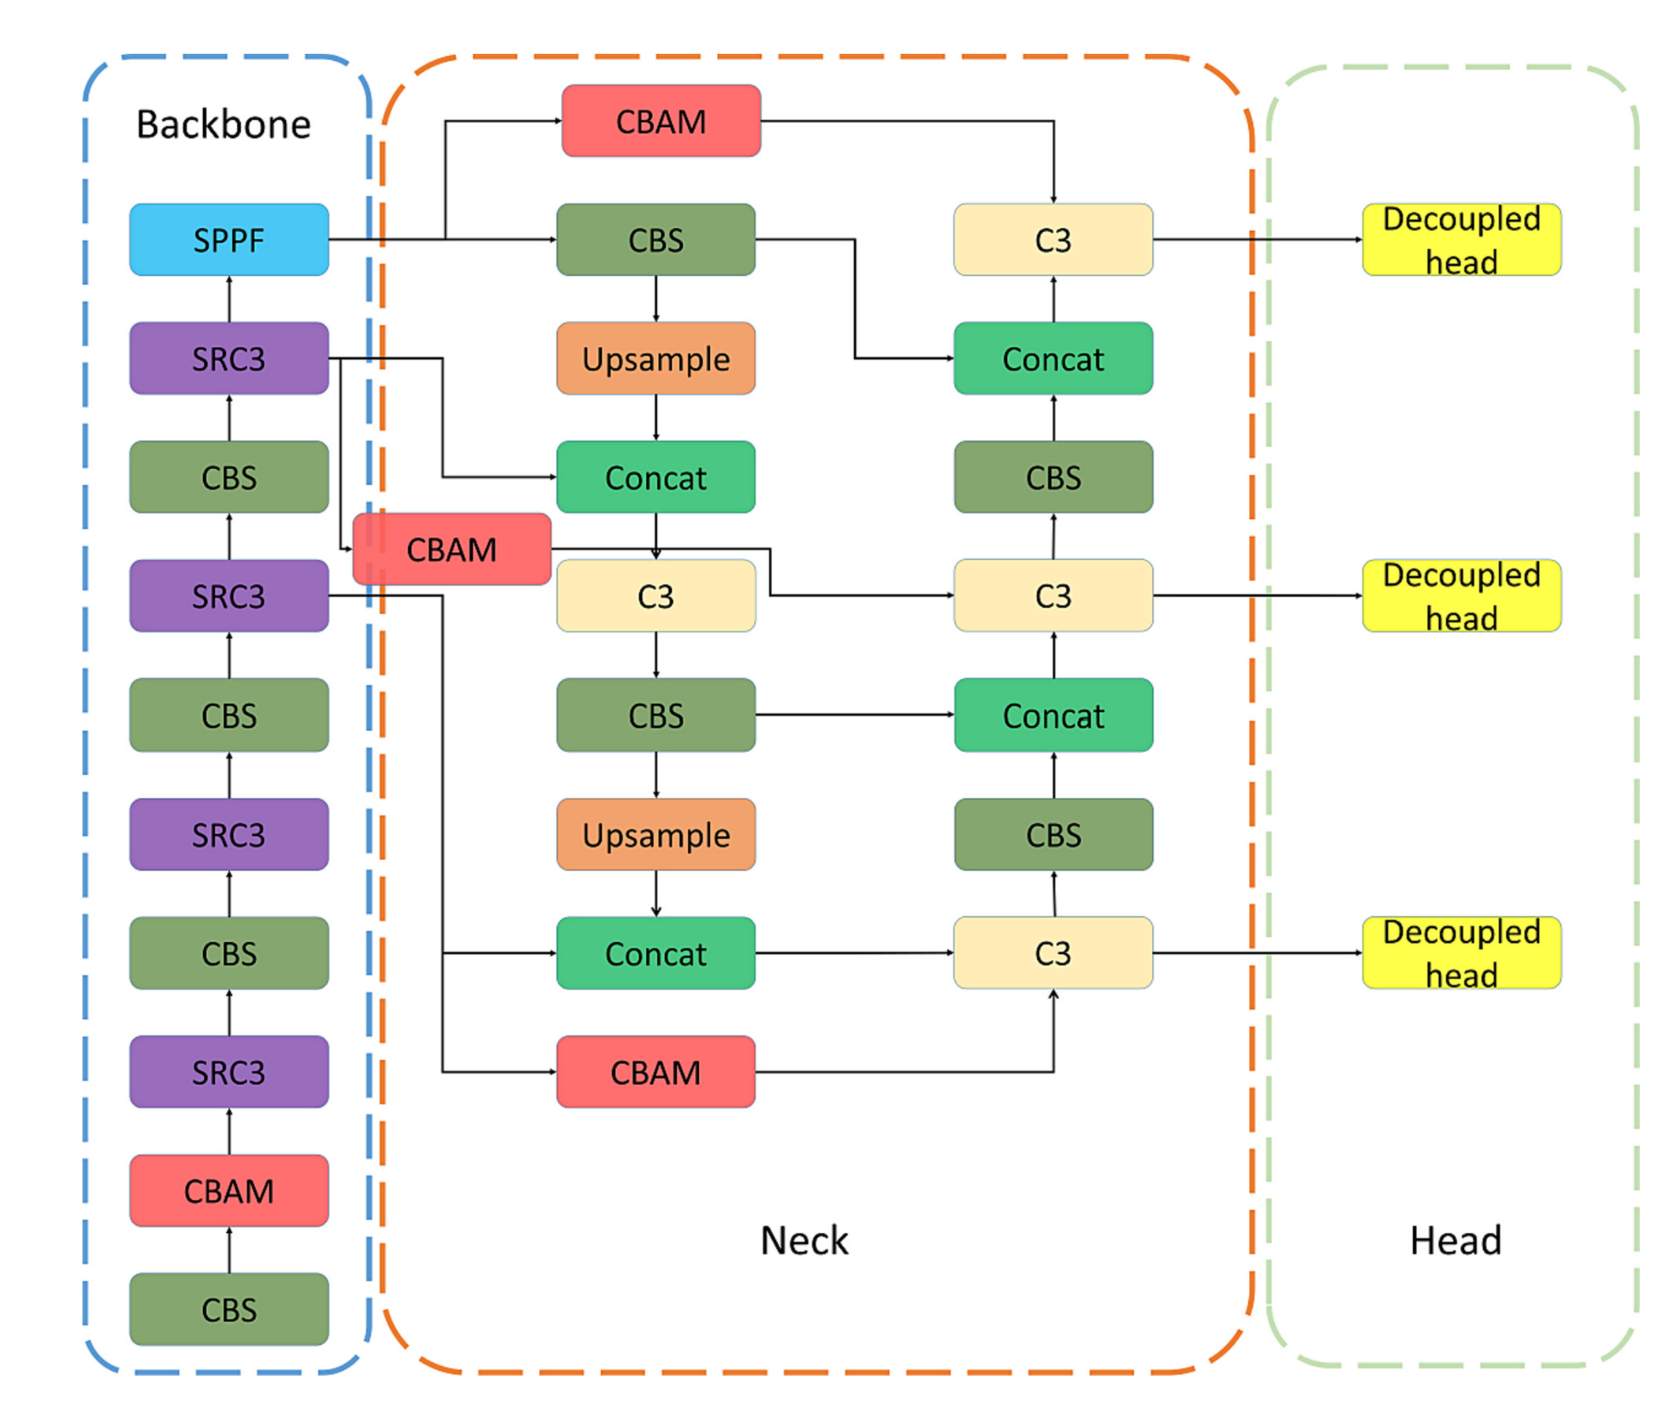 Backbone
SPPF
SRC3
CBS
SRC3
CBS
SRC3
CBS
SRC3
CBAM
CBS
CBAM
CBS
Upsample
Concat
CBAM
C3
CBS
Upsample
Concat
CBAM
C3
Concat
CBS
C3
Concat
CBS
C3
Neck
Decoupled
head
Decoupled
head
Decoupled
head
Head